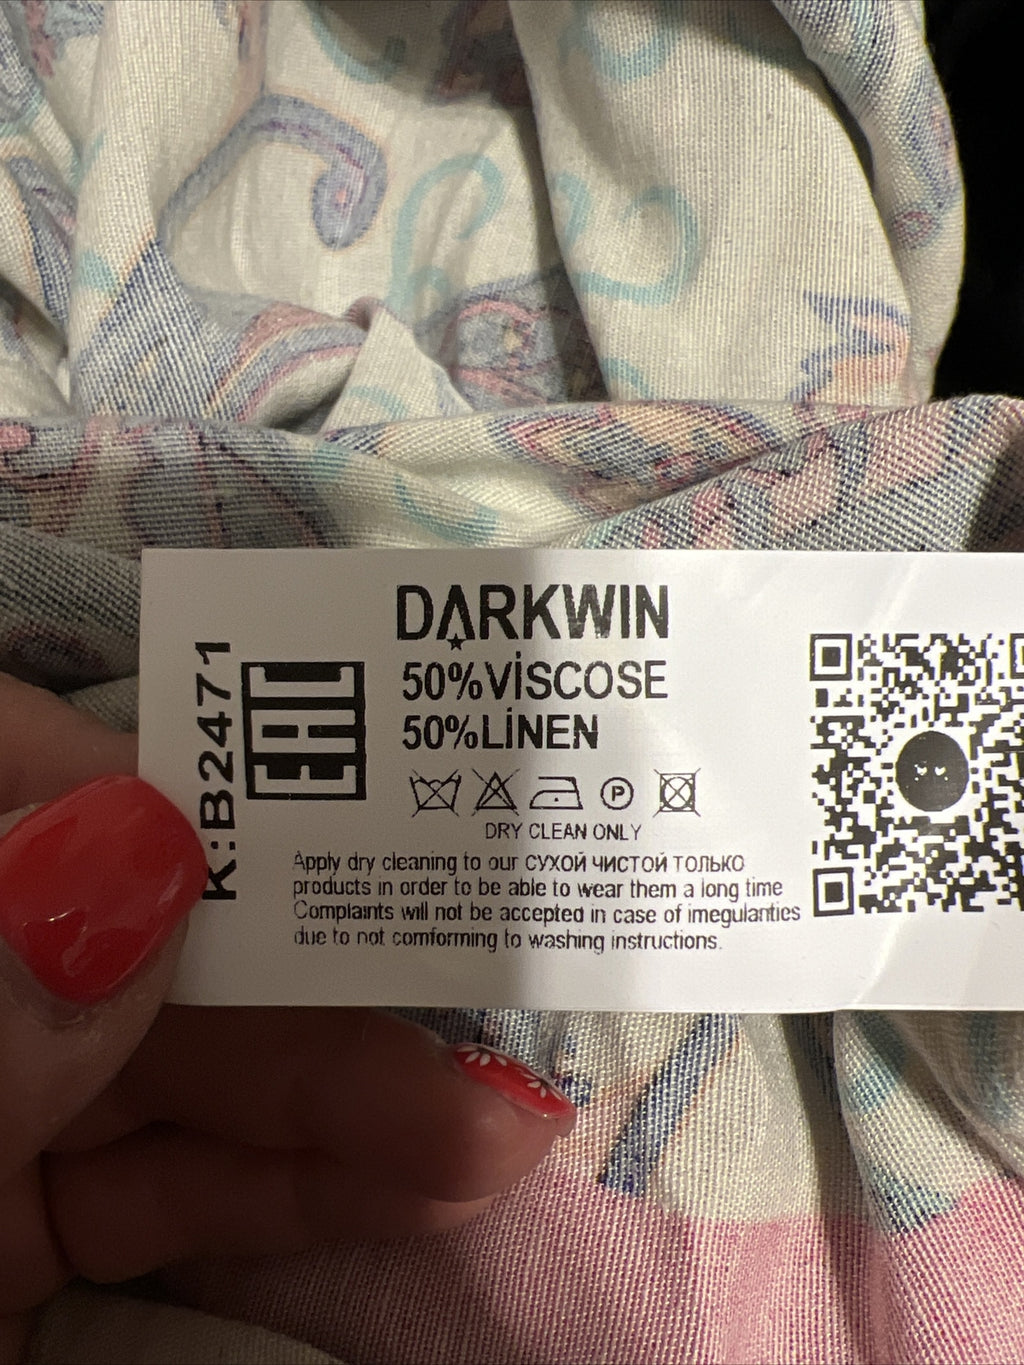 DARKWIN
50%VİSCOSE
50%LİNEN
P
DRY CLEAN ONLY
Apply dry cleaning to our СУХОЙ ЧИСТОЙ ТОЛЬКО
products in order to be able to wear them a long time
Complaints will not be accepted in case of imegulanties
due to not comforming to washing instructions.
K:B2471
EAC